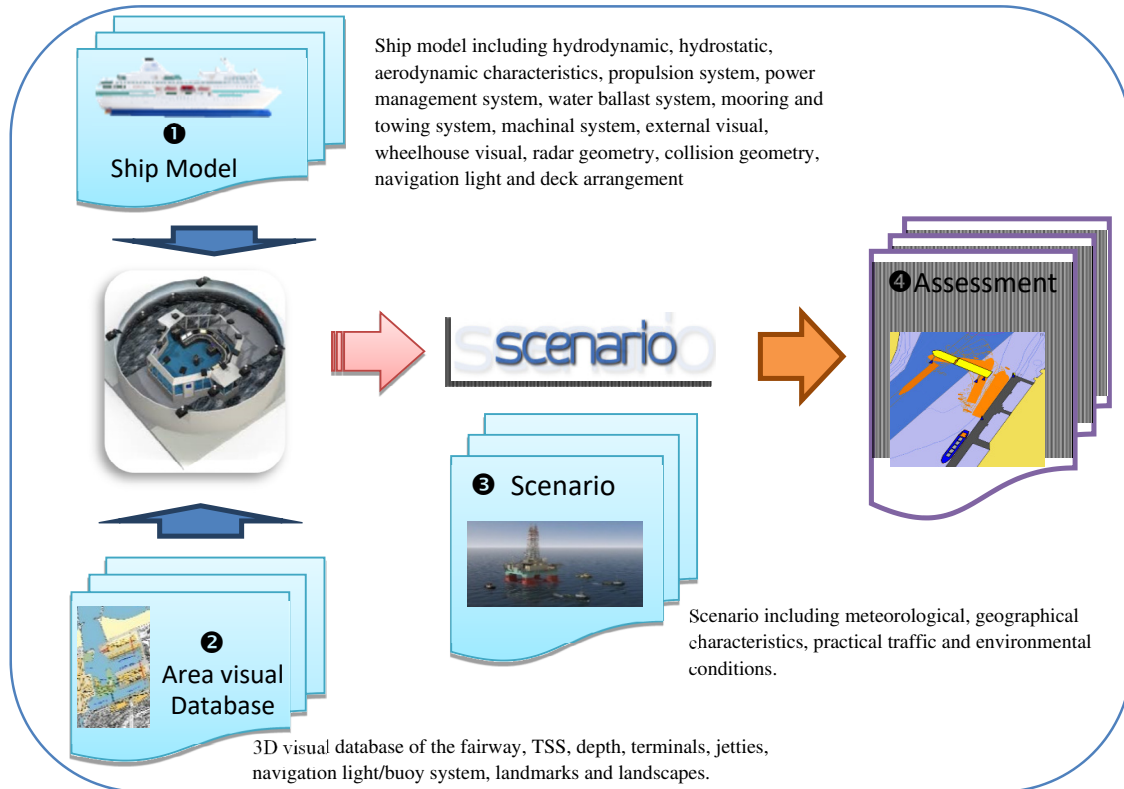 Ship model including hydrodynamic, hydrostatic,
aerodynamic characteristics, propulsion system, power
management system, water ballast system, mooring and
towing system, machinal system, external visual,
wheelhouse visual, radar geometry, collision geometry,
navigation light and deck arrangement
❶
Ship Model
❹Assessment
scenario
❸ Scenario
Scenario including meteorological, geographical
characteristics, practical traffic and environmental
conditions.
❷
Area visual
Database
3D visual database of the fairway, TSS, depth, terminals, jetties,
navigation light/buoy system, landmarks and landscapes.